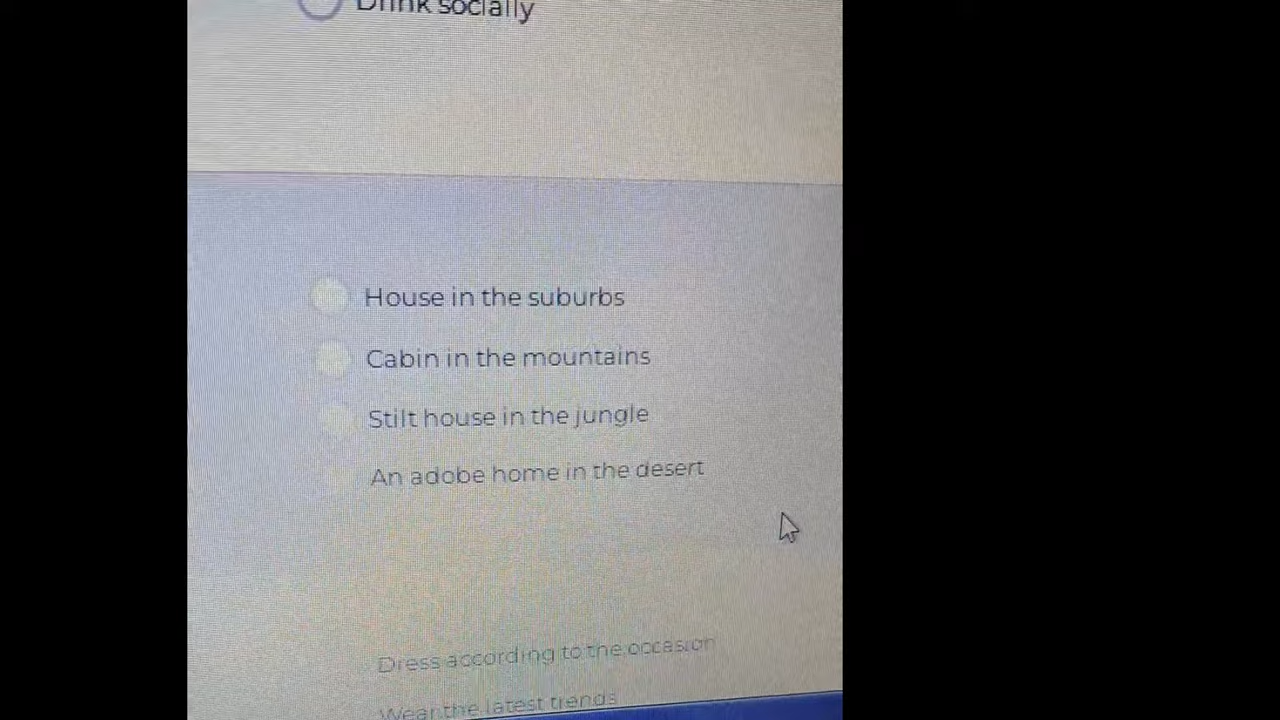 Drink socially
House in the suburbs
Cabin in the mountains
Stilt house in the jungle
An adobe home in the desert
Dress according to the occasion
Wear the latest trends